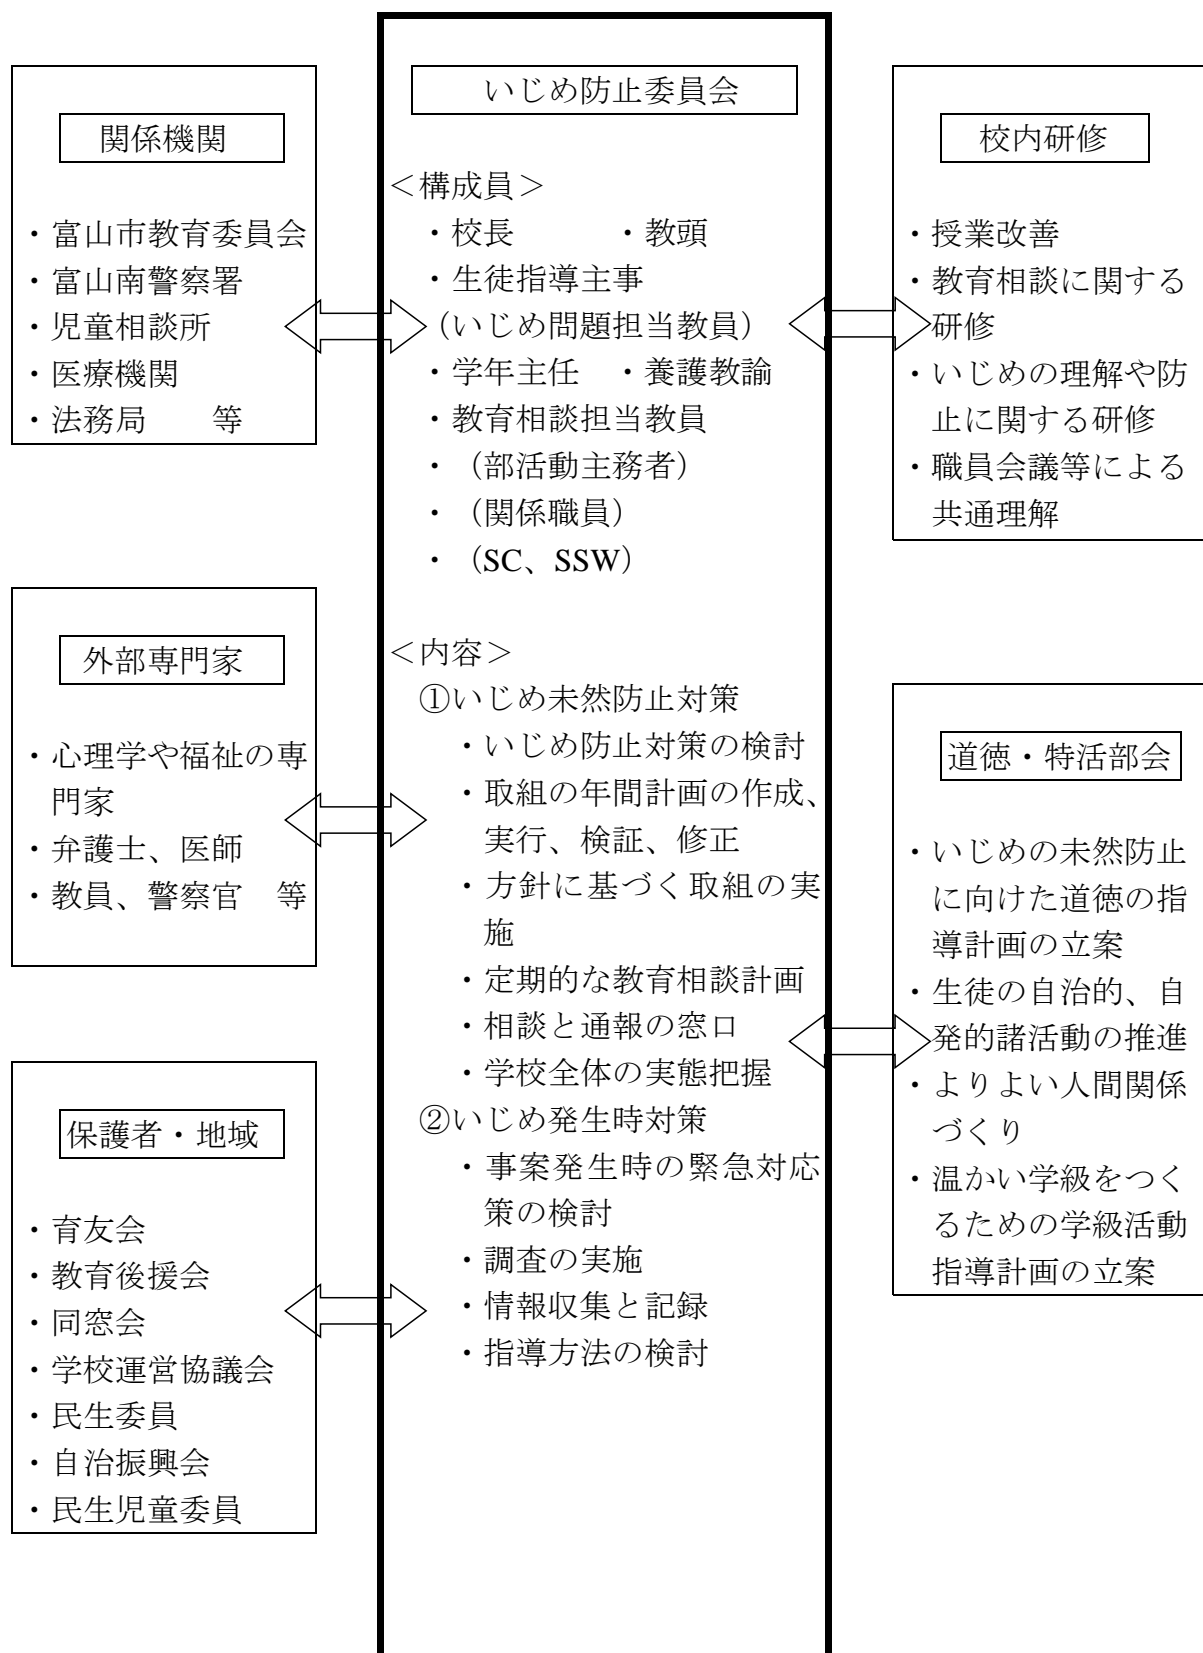 関係機関
・富山市教育委員会
・富山南警察署
・児童相談所
・医療機関
・法務局　　等
外部専門家
・心理学や福祉の専
門家
・弁護士、医師
・教員、警察官　等
保護者・地域
・育友会
・教育後援会
・同窓会
・学校運営協議会
・民生委員
・自治振興会
・民生児童委員
いじめ防止委員会
＜構成員＞
・校長　　　・教頭
・生徒指導主事
（いじめ問題担当教員）
・学年主任　・養護教諭
・教育相談担当教員
・（部活動主務者）
・（関係職員）
・（SC、SSW）
＜内容＞
①いじめ未然防止対策
・いじめ防止対策の検討
・取組の年間計画の作成、
実行、検証、修正
・方針に基づく取組の実
施
・定期的な教育相談計画
・相談と通報の窓口
・学校全体の実態把握
②いじめ発生時対策
・事案発生時の緊急対応
策の検討
・調査の実施
・情報収集と記録
・指導方法の検討
校内研修
・授業改善
・教育相談に関する
研修
・いじめの理解や防
止に関する研修
・職員会議等による
共通理解
道徳・特活部会
・いじめの未然防止
に向けた道徳の指
導計画の立案
・生徒の自治的、自
発的諸活動の推進
・よりよい人間関係
づくり
・温かい学級をつく
るための学級活動
指導計画の立案